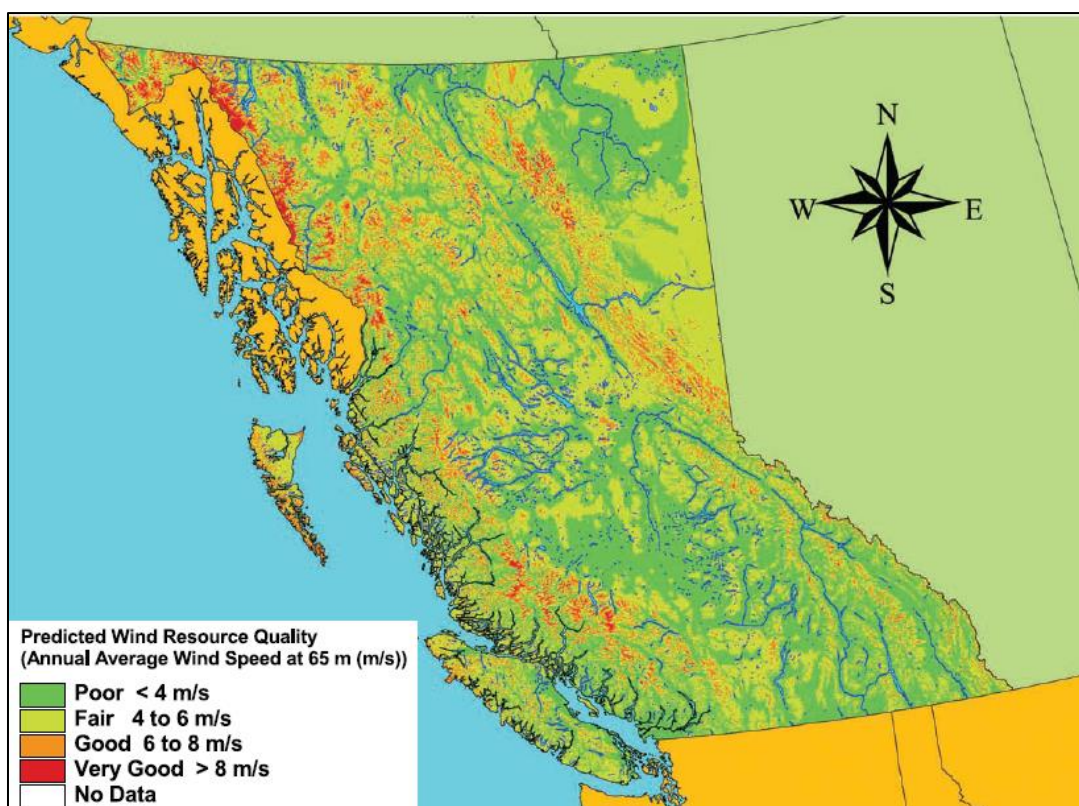 N
W E
S
Predicted Wind Resource Quality
(Annual Average Wind Speed at 65 m (m/s))
Poor < 4 m/s
Fair 4 to 6 m/s
Good 6 to 8 m/s
Very Good > 8 m/s
No Data